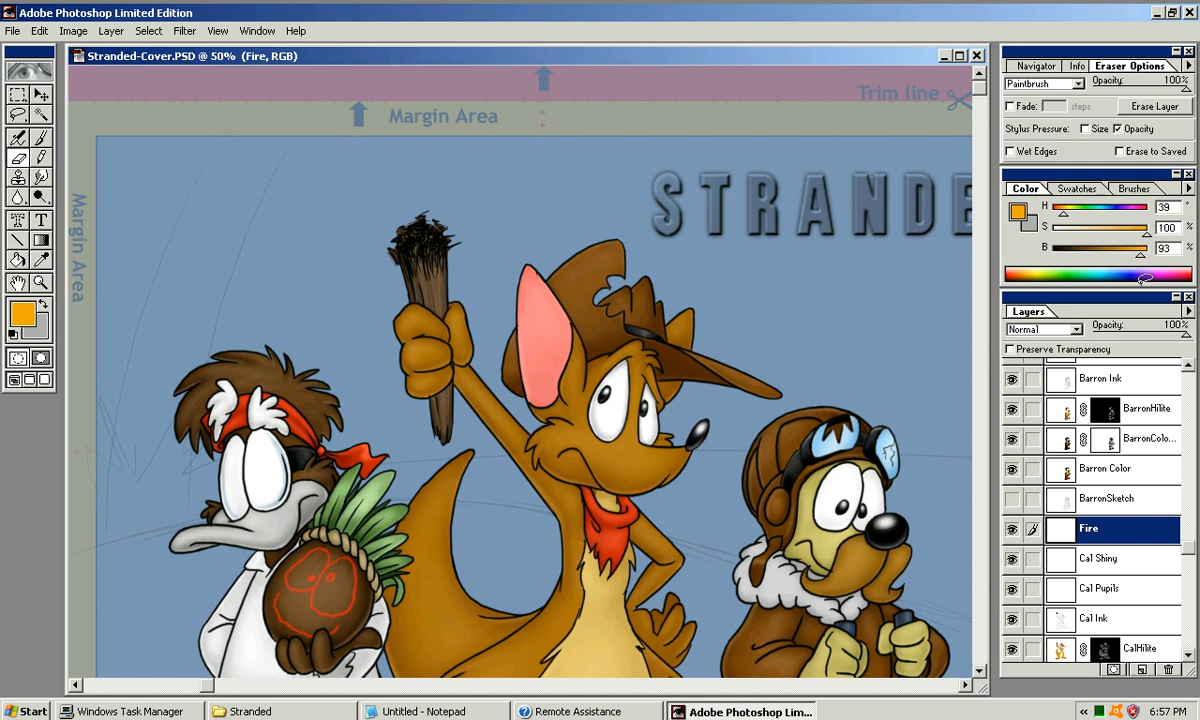 Adobe Photoshop Limited Edition
File Edit Image Layer Select Filter View Window Help
Stranded-Cover.PSD @ 50% (Fire, RGB)
Trim line
Margin Area
Margin Area
STRANDE
Navigator Info Eraser Options
Paintbrush Opacity: 100%
Fade: steps Erase Layer
Stylus Pressure: Size Opacity
Wet Edges Erase to Saved
Color Swatches Brushes
H 39 °
S 100 %
B 93 %
Layers
Normal Opacity: 100%
Preserve Transparency
Barron Ink
BarronHilite
BarronColo...
Barron Color
BarronSketch
Fire
Cal Shiny
Cal Pupils
Cal Ink
CalHilite
Start Windows Task Manager Stranded Untitled - Notepad Remote Assistance Adobe Photoshop Lim... 6:57 PM